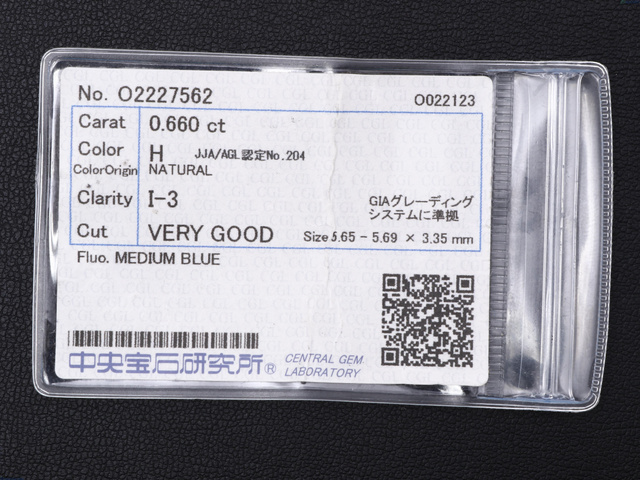 No. O2227562 O022123
Carat 0.660 ct
Color H JJA/AGL認定No.204
ColorOrigin NATURAL
Clarity I-3 GIAグレーディング
システムに準拠
Cut VERY GOOD Size 5.65 - 5.69 × 3.35 mm
Fluo. MEDIUM BLUE
中央宝石研究所® CENTRAL GEM
LABORATORY